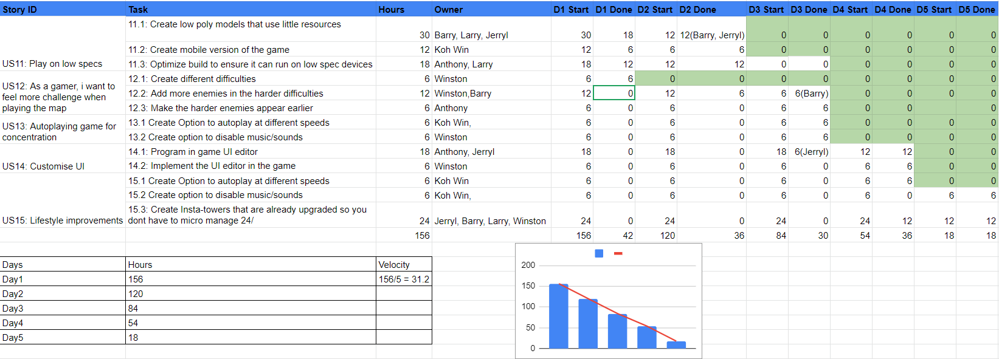 Story ID Task Hours Owner D1 Start D1 Done D2 Start D2 Done D3 Start D3 Done D4 Start D4 Done D5 Start D5 Done
11.1: Create low poly models that use little resources
30 Barry, Larry, Jerryl 30 18 12 12(Barry, Jerryl) 0 0 0 0 0 0
11.2: Create mobile version of the game 12 Koh Win 12 6 6 6 0 0 0 0 0 0
US11: Play on low specs 11.3: Optimize build to ensure it can run on low spec devices 18 Anthony, Larry 18 12 12 12 0 0 0 0 0 0
12.1: Create different difficulties 6 Winston 6 6 0 0 0 0 0 0 0 0
US12: As a gamer, i want to
feel more challenge when
playing the map
12.2: Add more enemies in the harder difficulties 12 Winston,Barry 12 0 12 6 6 6(Barry) 0 0 0 0
12.3: Make the harder enemies appear earlier 6 Anthony 6 0 6 0 6 6 0 0 0
US13: Autoplaying game for
concentration
13.1 Create Option to autoplay at different speeds 6 Koh Win, 6 0 6 0 6 6 0 0 0 0
13.2 Create option to disable music/sounds 6 Winston 6 0 6 0 6 6 0 0 0 0
14.1: Program in game UI editor 18 Anthony, Jerryl 18 0 18 0 18 6(Jerryl) 12 12 0 0
US14: Customise UI 14.2: Implement the UI editor in the game 6 Winston 6 0 6 0 6 0 6 6 0 0
15.1 Create Option to autoplay at different speeds 6 Koh Win 6 0 6 0 6 0 6 6 0 0
15.2 Create option to disable music/sounds 6 Koh Win, 6 0 6 0 6 0 6 0 6 6
15.3: Create Insta-towers that are already upgraded so you
US15: Lifestyle improvements dont have to micro manage 24/ 24 Jerryl, Barry, Larry, Winston 24 0 24 0 24 0 24 12 12 12
156 156 42 120 36 84 30 54 36 18 18
Days Hours Velocity
Day1 156 156/5 = 31.2
Day2 120
Day3 84
Day4 54
Day5 18
200
150
100
50
0